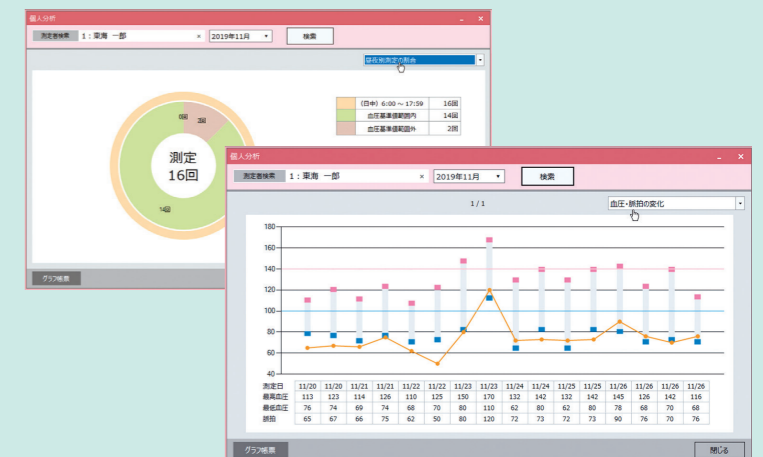 個人分析
測定者検索 1：東海 一郎 × 2019年11月 検索
昼夜別測定の割合
(日中) 6:00 ～ 17:59 16回
血圧基準値範囲内 14回
血圧基準値範囲外 2回
0回 2回
測定
16回
14回
グラフ帳票
個人分析
測定者検索 1：東海 一郎 × 2019年11月 検索
1 / 1 血圧・脈拍の変化
180
160
140
120
100
80
60
40
測定日 11/20 11/20 11/21 11/21 11/22 11/22 11/23 11/23 11/24 11/24 11/25 11/25 11/26 11/26 11/26 11/26
最高血圧 113 123 114 126 110 125 150 170 132 142 132 142 145 126 142 116
最低血圧 76 74 69 74 68 70 80 110 62 80 62 80 78 68 70 68
脈拍 65 67 66 75 62 50 80 120 72 73 72 73 90 76 70 76
グラフ帳票 閉じる